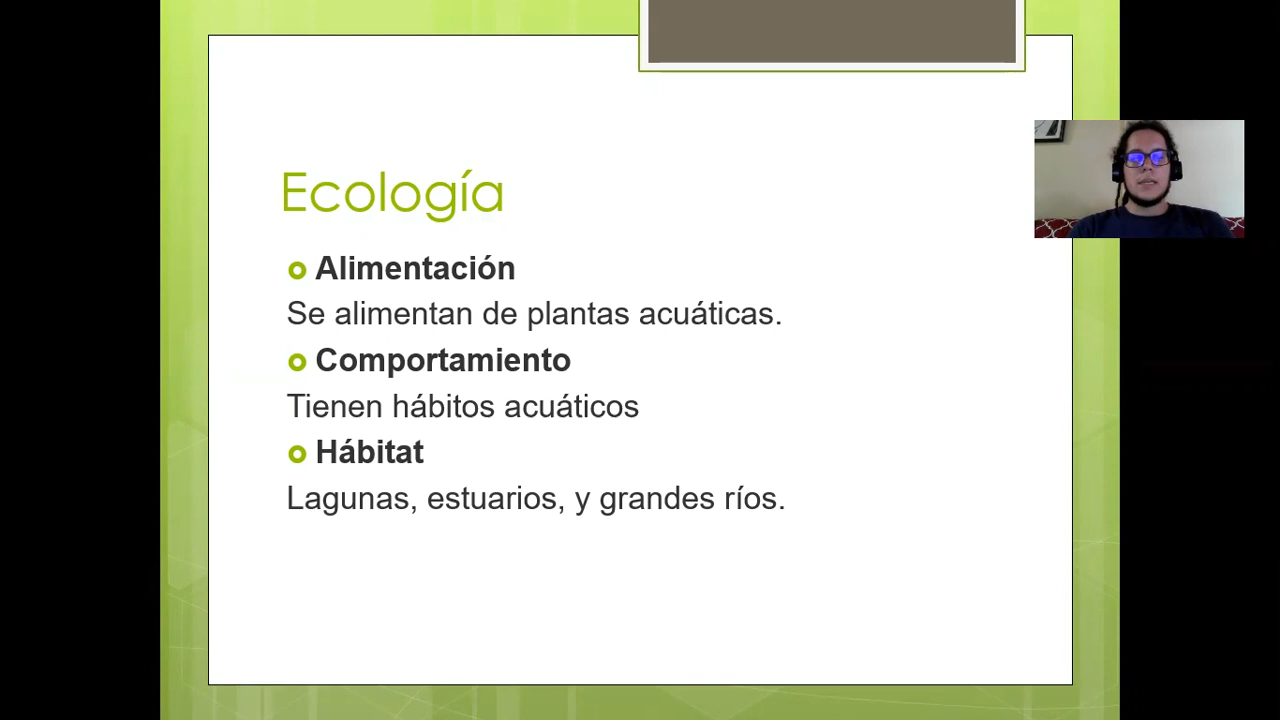 Ecología
Alimentación
Se alimentan de plantas acuáticas.
Comportamiento
Tienen hábitos acuáticos
Hábitat
Lagunas, estuarios, y grandes ríos.